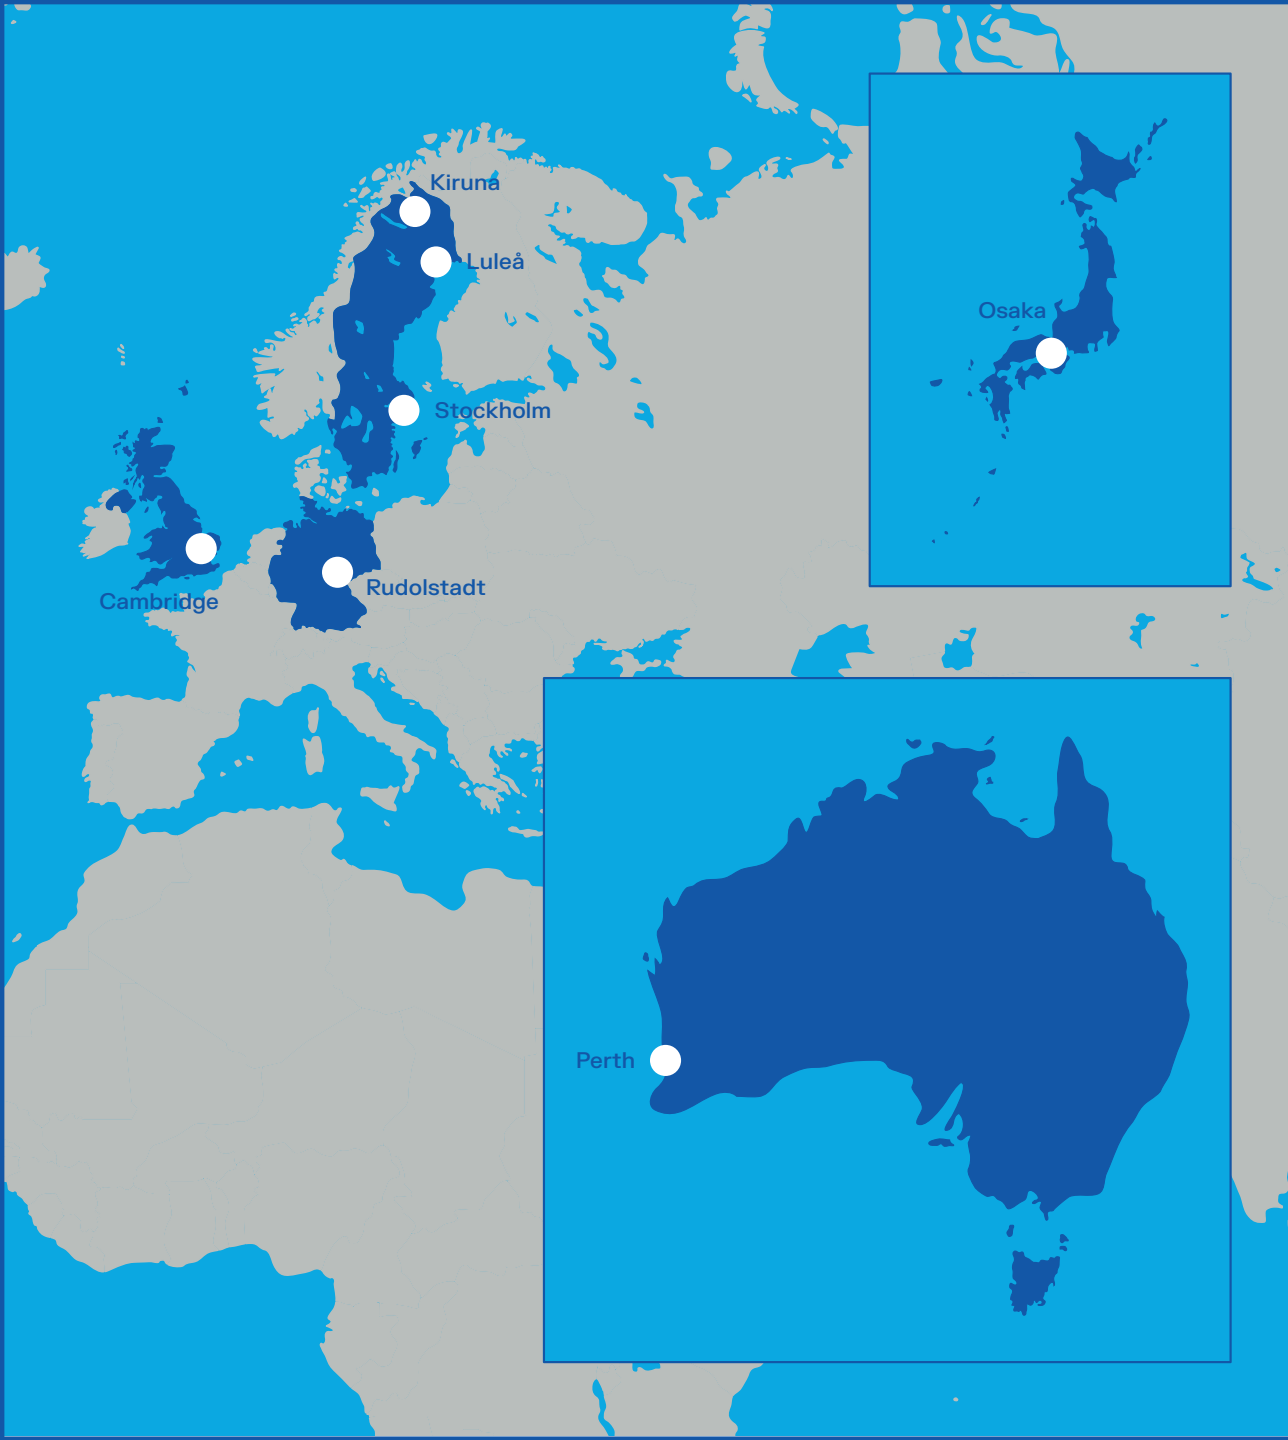 Kiruna
Luleå
Osaka
Stockholm
Rudolstadt
Cambridge
Perth